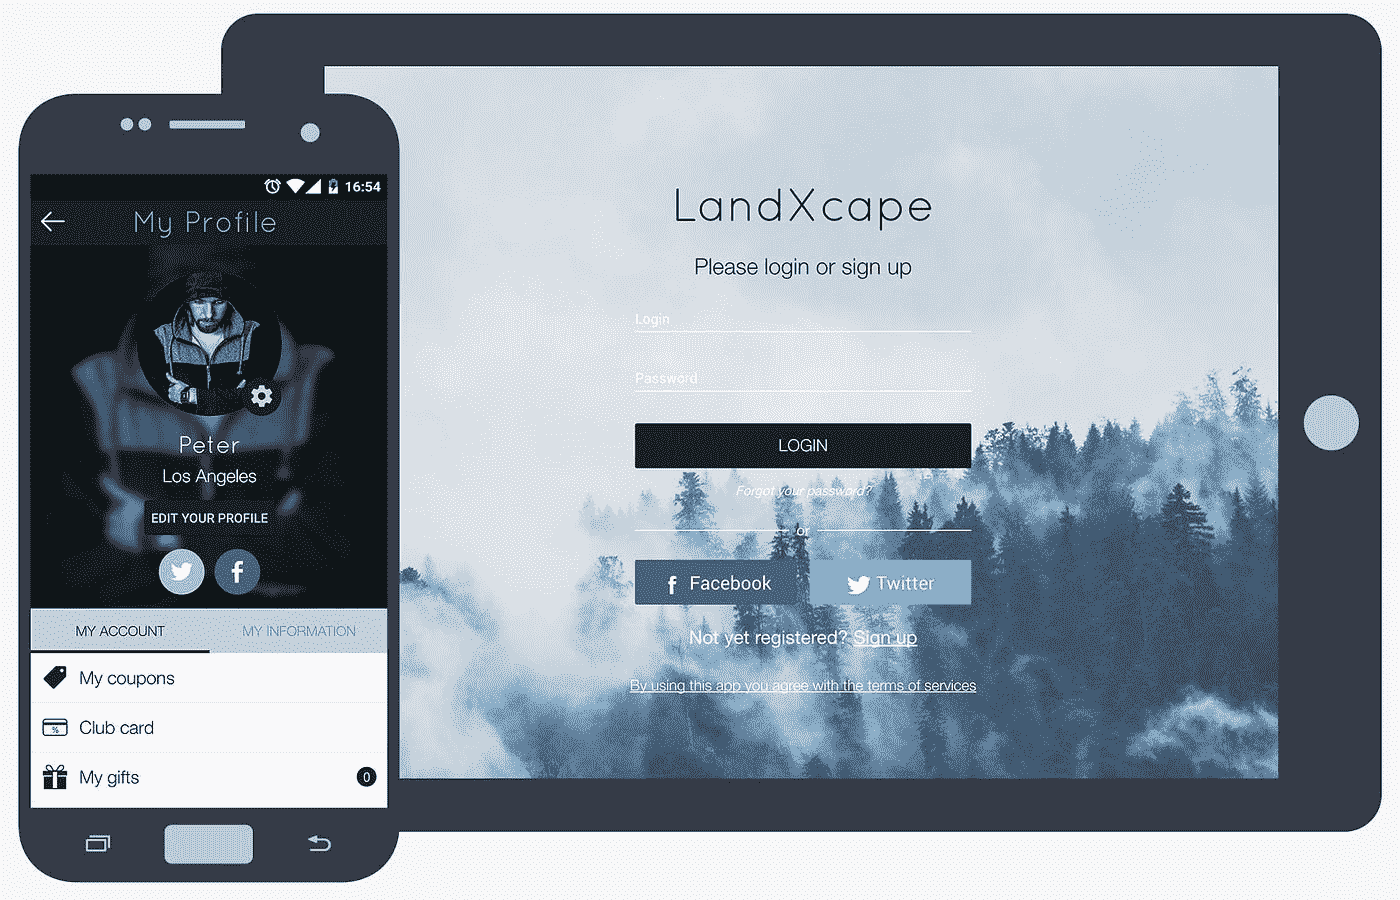 16:54
My Profile
Peter
Los Angeles
EDIT YOUR PROFILE
MY ACCOUNT
MY INFORMATION
My coupons
Club card
%
My gifts
0
LandXcape
Please login or sign up
Login
Password
LOGIN
Forgot your password?
or
f Facebook
Twitter
Not yet registered? Sign up
By using this app you agree with the terms of services